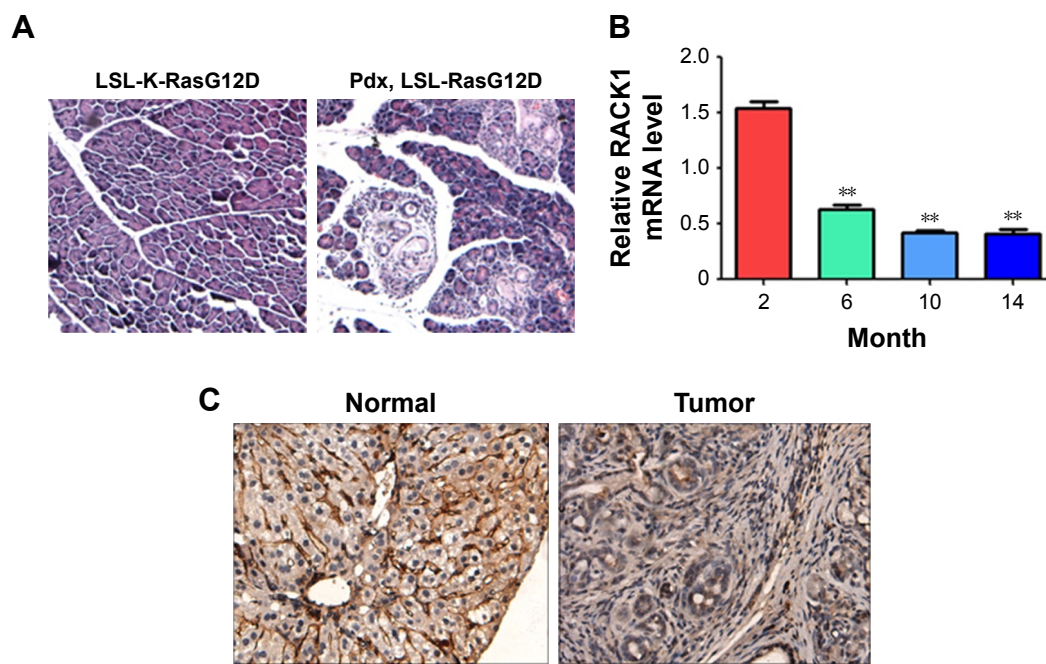 A
LSL-K-RasG12D
Pdx, LSL-RasG12D
B
Relative RACK1
mRNA level
2.0
1.5
1.0
0.5
0
**
**
**
2 6 10 14
Month
C
Normal
Tumor